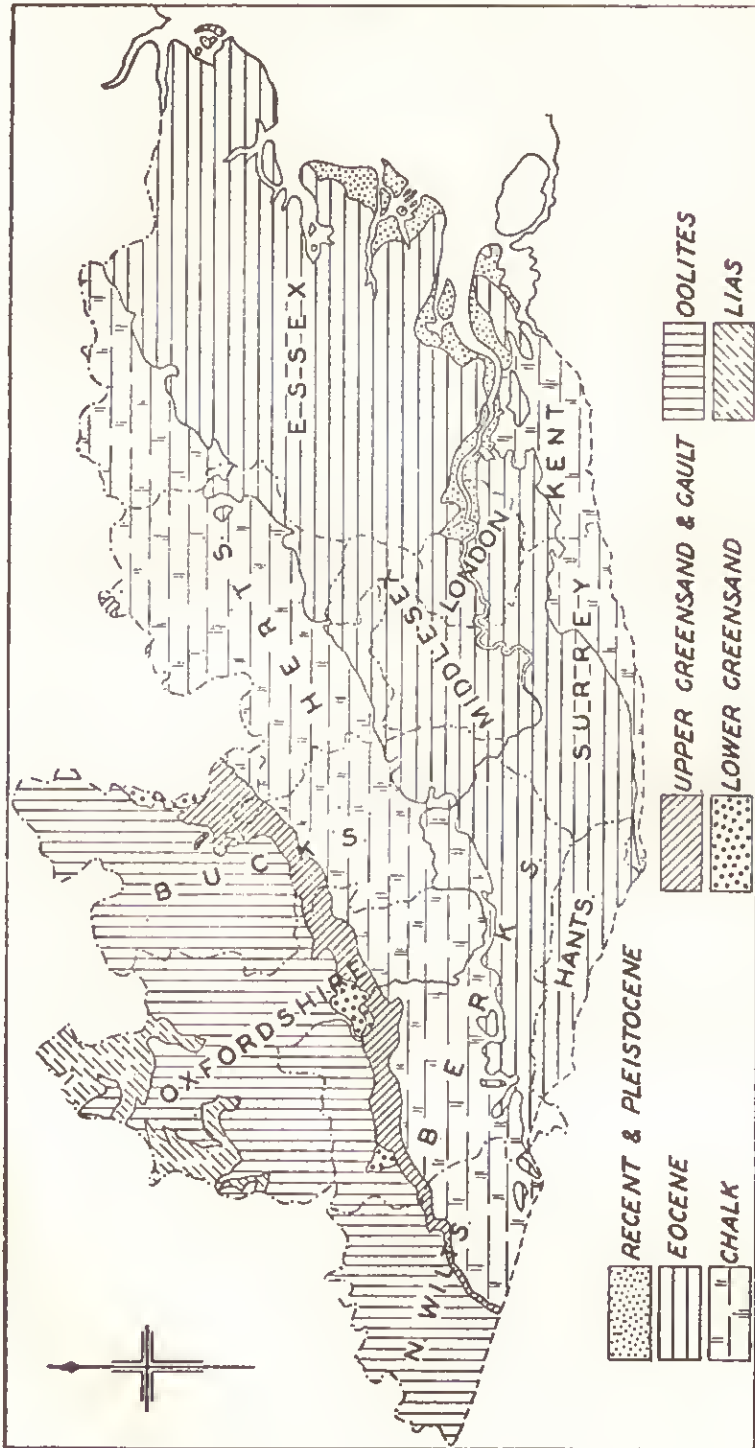 N. WILTS
OXFORDSHIRE
BUCKS
HERTS
ESSEX
BERKS
MIDDLESEX
LONDON
HANTS
SURREY
KENT
RECENT & PLEISTOCENE
EOCENE
CHALK
UPPER GREENSAND & GAULT
LOWER GREENSAND
OOLITES
LIAS